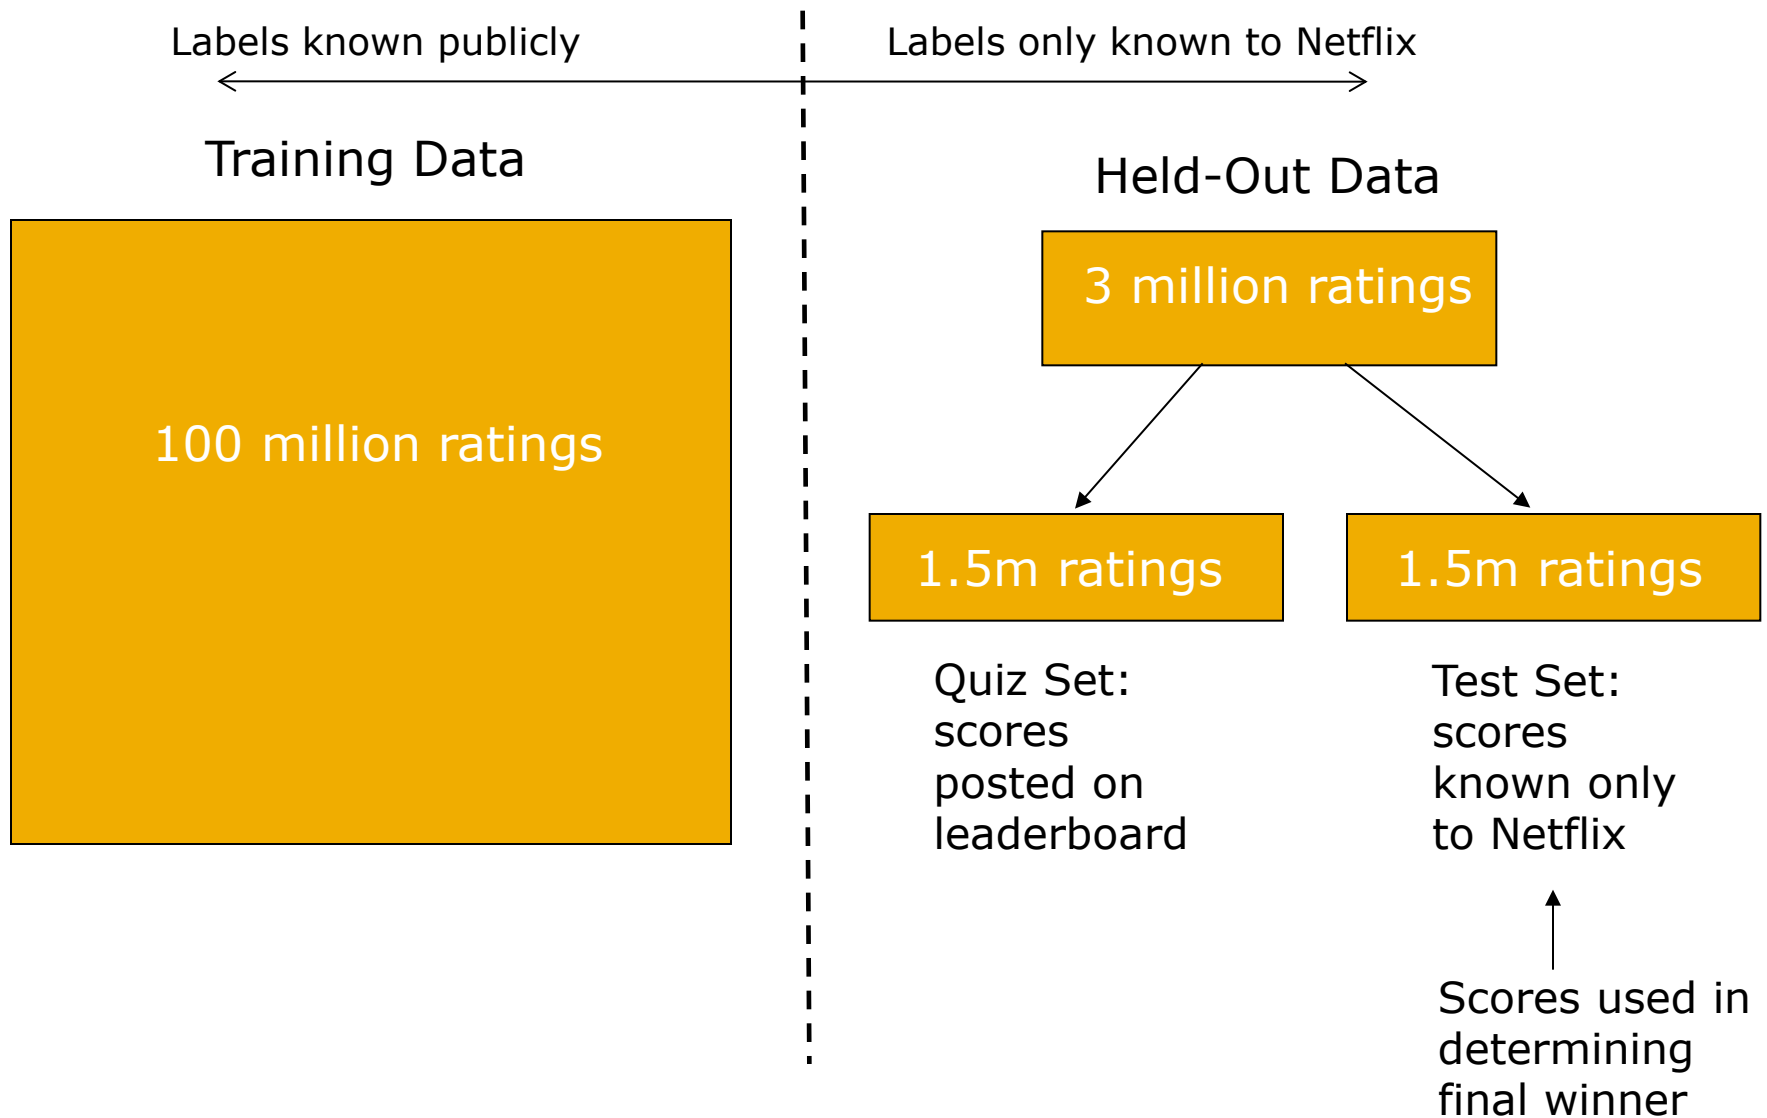 Labels known publicly
Labels only known to Netflix
Training Data
Held-Out Data
100 million ratings
3 million ratings
1.5m ratings
1.5m ratings
Quiz Set:
scores
posted on
leaderboard
Test Set:
scores
known only
to Netflix
Scores used in
determining
final winner